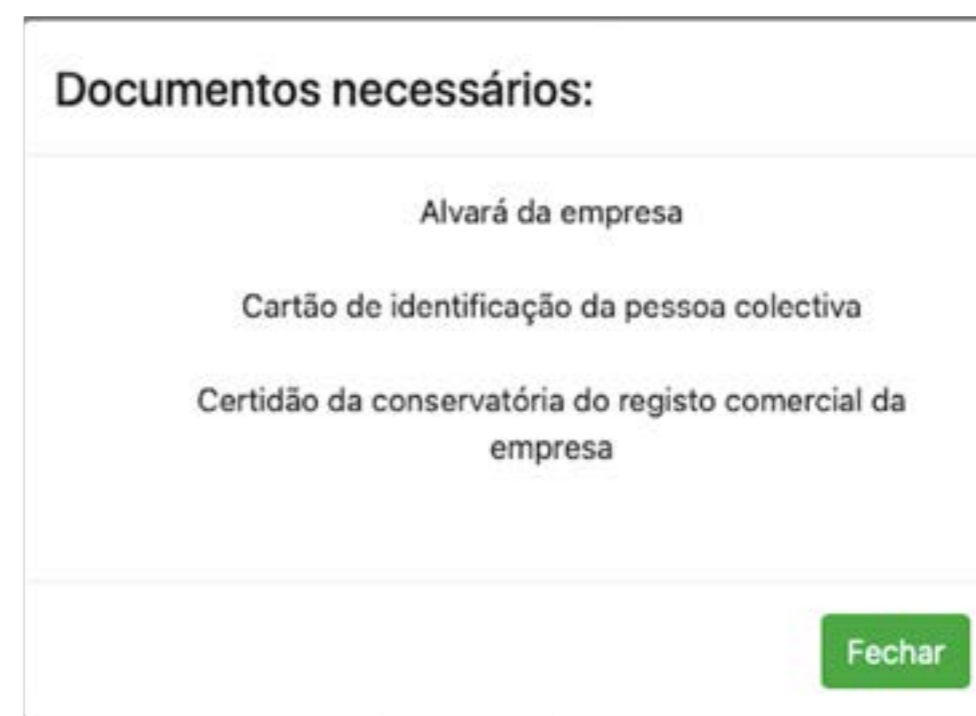 Documentos necessários:
Alvará da empresa
Cartão de identificação da pessoa colectiva
Certidão da conservatória do registo comercial da
empresa
Fechar